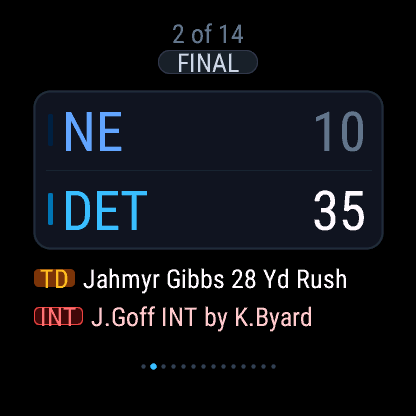 2 of 14
FINAL
NE 10
DET 35
TD Jahmyr Gibbs 28 Yd Rush
INT J.Goff INT by K.Byard